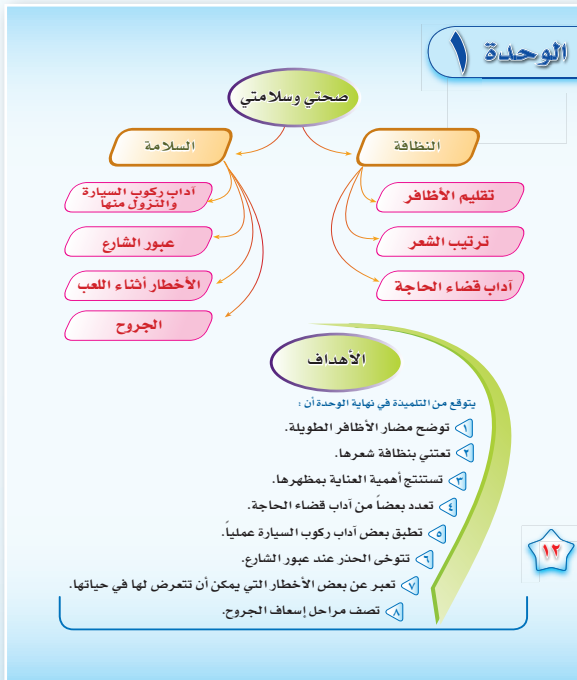 الوحدة ١
صحتي وسلامتي
النظافة
تقليم الأظافر
ترتيب الشعر
آداب قضاء الحاجة
السلامة
آداب ركوب السيارة
والنزول منها
عبور الشارع
الأخطار أثناء اللعب
الجروح
الأهداف
يتوقع من التلميذة في نهاية الوحدة أن :
١ توضح مضار الأظافر الطويلة.
٢ تعتني بنظافة شعرها.
٣ تستنتج أهمية العناية بمظهرها.
٤ تعدد بعضاً من آداب قضاء الحاجة.
٥ تطبق بعض آداب ركوب السيارة عملياً.
٦ تتوخى الحذر عند عبور الشارع.
٧ تعبر عن بعض الأخطار التي يمكن أن تتعرض لها في حياتها.
٨ تصف مراحل إسعاف الجروح.
١٢